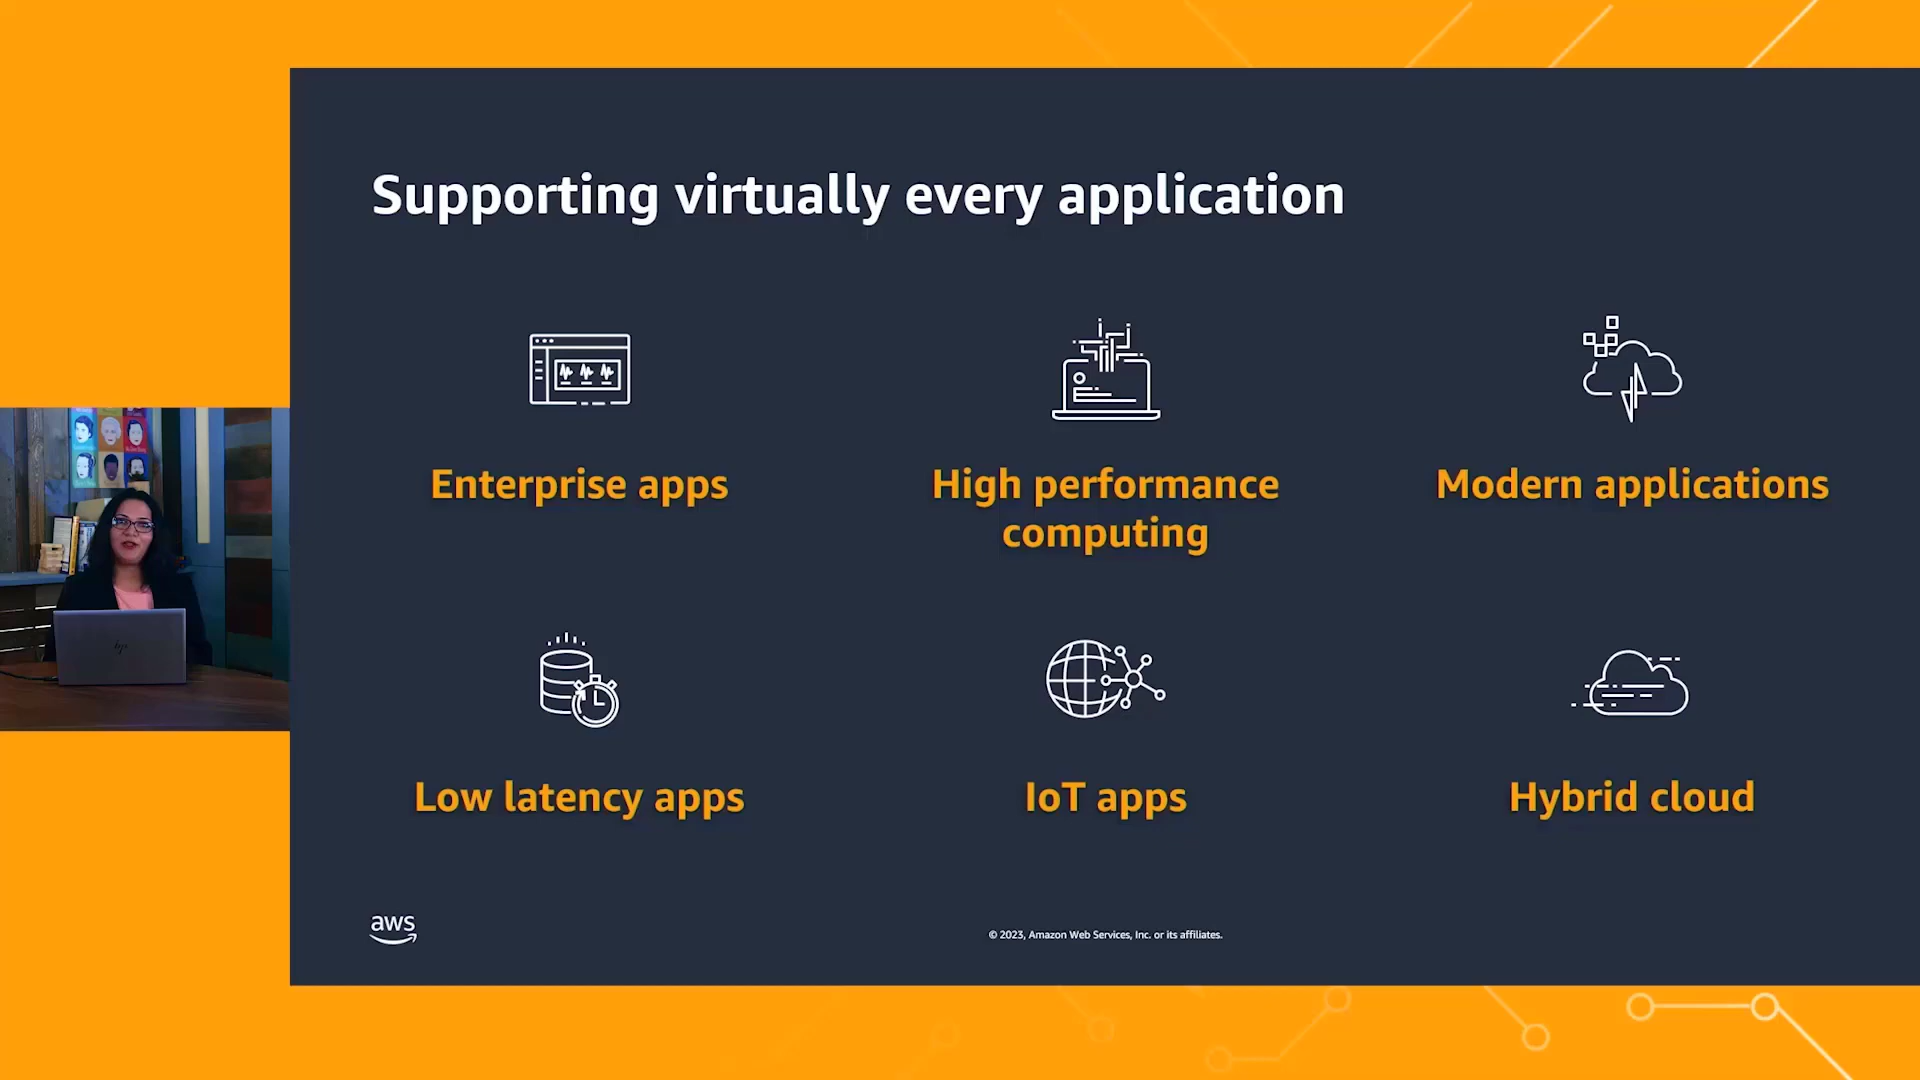 Supporting virtually every application
Enterprise apps
High performance
computing
Modern applications
Low latency apps
IoT apps
Hybrid cloud
aws
© 2023, Amazon Web Services, Inc. or its affiliates.
hp